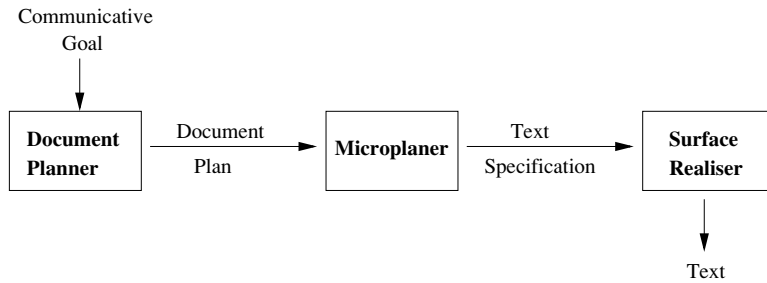 Communicative
Goal
Document
Planner
Document
Plan
Microplaner
Text
Specification
Surface
Realiser
Text